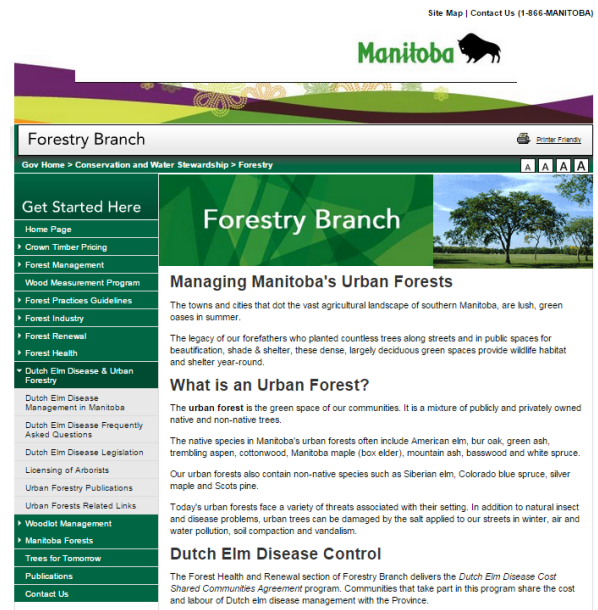 Site Map | Contact Us (1-866-MANITOBA)
Manitoba
Forestry Branch
Printer Friendly
Gov Home > Conservation and Water Stewardship > Forestry
A A A A
Get Started Here
Home Page
Crown Timber Pricing
Forest Management
Wood Measurement Program
Forest Practices Guidelines
Forest Industry
Forest Renewal
Forest Health
Dutch Elm Disease & Urban
Forestry
Dutch Elm Disease
Management in Manitoba
Dutch Elm Disease Frequently
Asked Questions
Dutch Elm Disease Legislation
Licensing of Arborists
Urban Forestry Publications
Urban Forests Related Links
Woodlot Management
Manitoba Forests
Trees for Tomorrow
Publications
Contact Us
Forestry Branch
Managing Manitoba's Urban Forests
The towns and cities that dot the vast agricultural landscape of southern Manitoba, are lush, green
oases in summer.
The legacy of our forefathers who planted countless trees along streets and in public spaces for
beautification, shade & shelter, these dense, largely deciduous green spaces provide wildlife habitat
and shelter year-round.
What is an Urban Forest?
The urban forest is the green space of our communities. It is a mixture of publicly and privately owned
native and non-native trees.
The native species in Manitoba's urban forests often include American elm, bur oak, green ash,
trembling aspen, cottonwood, Manitoba maple (box elder), mountain ash, basswood and white spruce.
Our urban forests also contain non-native species such as Siberian elm, Colorado blue spruce, silver
maple and Scots pine.
Today's urban forests face a variety of threats associated with their setting. In addition to natural insect
and disease problems, urban trees can be damaged by the salt applied to our streets in winter, air and
water pollution, soil compaction and vandalism.
Dutch Elm Disease Control
The Forest Health and Renewal section of Forestry Branch delivers the Dutch Elm Disease Cost
Shared Communities Agreement program. Communities that take part in this program share the cost
and labour of Dutch elm disease management with the Province.